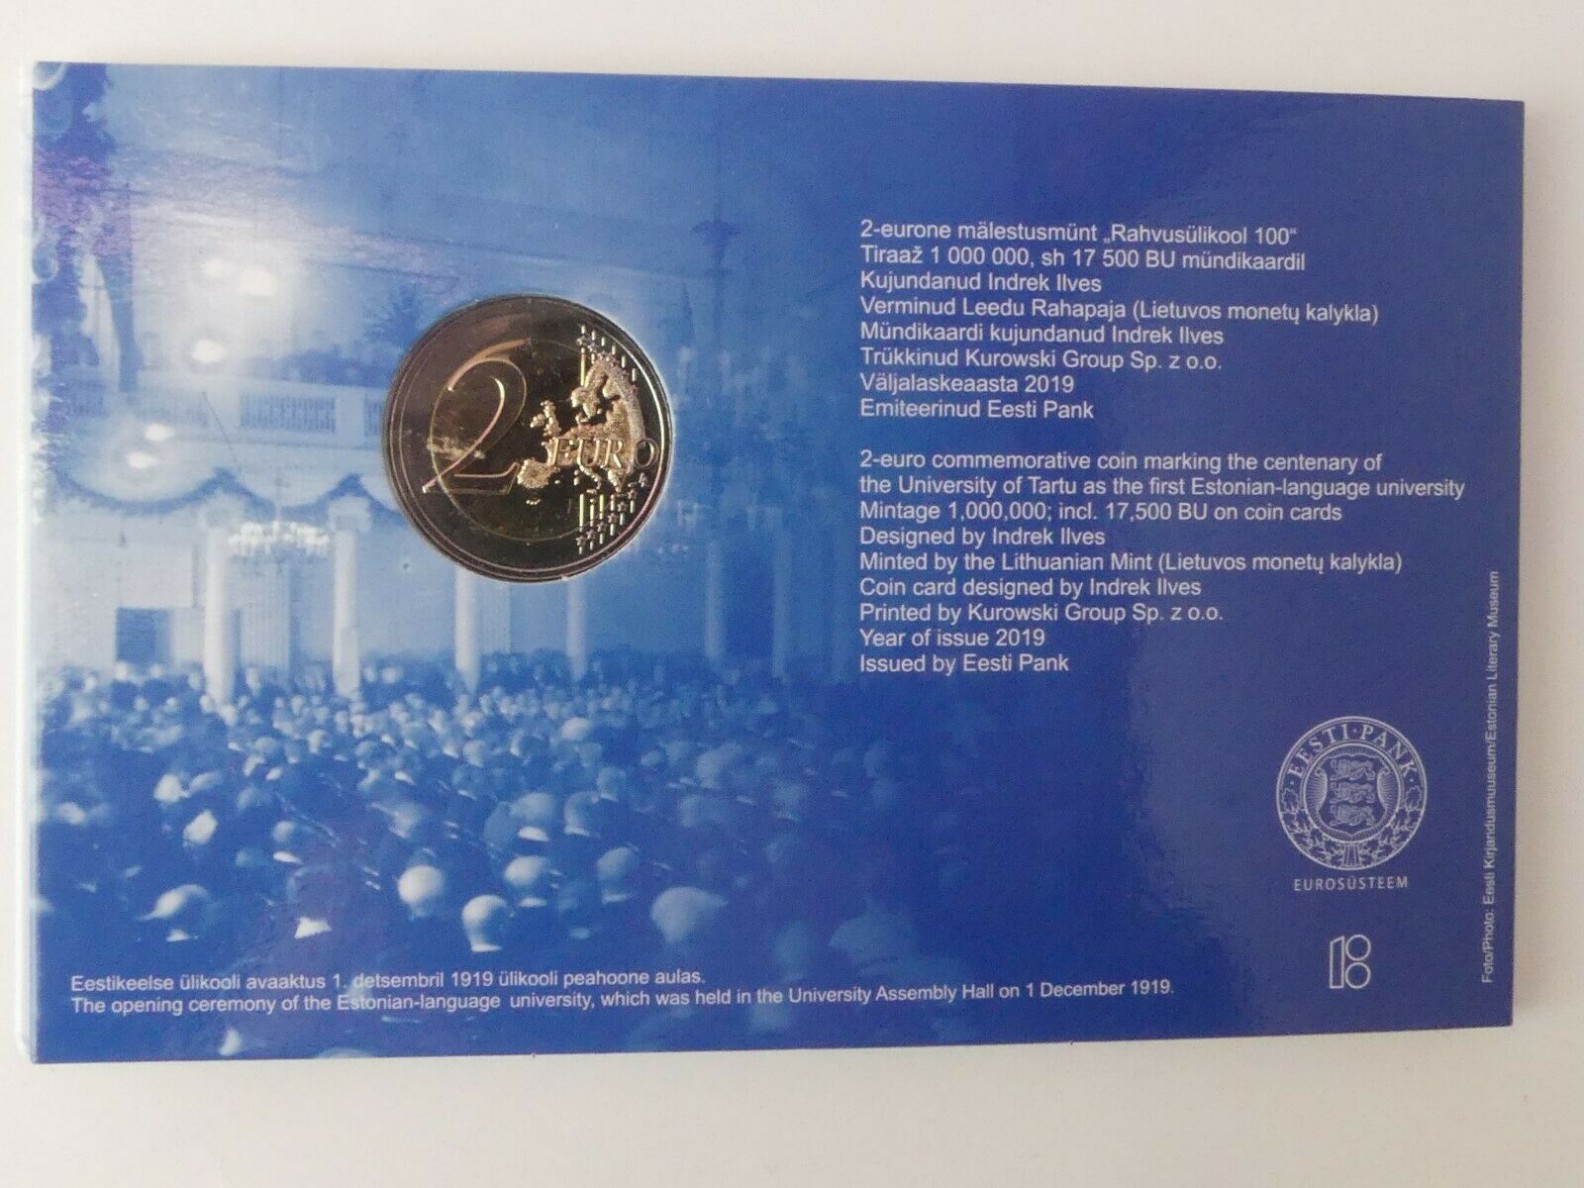 2-eurone mälestusmünt „Rahvusülikool 100“
Tiraaž 1 000 000, sh 17 500 BU mündikaardil
Kujundanud Indrek Ilves
Verminud Leedu Rahapaja (Lietuvos monetų kalykla)
Mündikaardi kujundanud Indrek Ilves
Trükkinud Kurowski Group Sp. z o.o.
Väljalaskeaasta 2019
Emiteerinud Eesti Pank
2-euro commemorative coin marking the centenary of
the University of Tartu as the first Estonian-language university
Mintage 1,000,000; incl. 17,500 BU on coin cards
Designed by Indrek Ilves
Minted by the Lithuanian Mint (Lietuvos monetų kalykla)
Coin card designed by Indrek Ilves
Printed by Kurowski Group Sp. z o.o.
Year of issue 2019
Issued by Eesti Pank
2 EURO
EESTI·PANK
EUROSÜSTEEM
100
Foto/Photo: Eesti Kirjandusmuuseum/Estonian Literary Museum
Eestikeelse ülikooli avaaktus 1. detsembril 1919 ülikooli peahoone aulas.
The opening ceremony of the Estonian-language university, which was held in the University Assembly Hall on 1 December 1919.